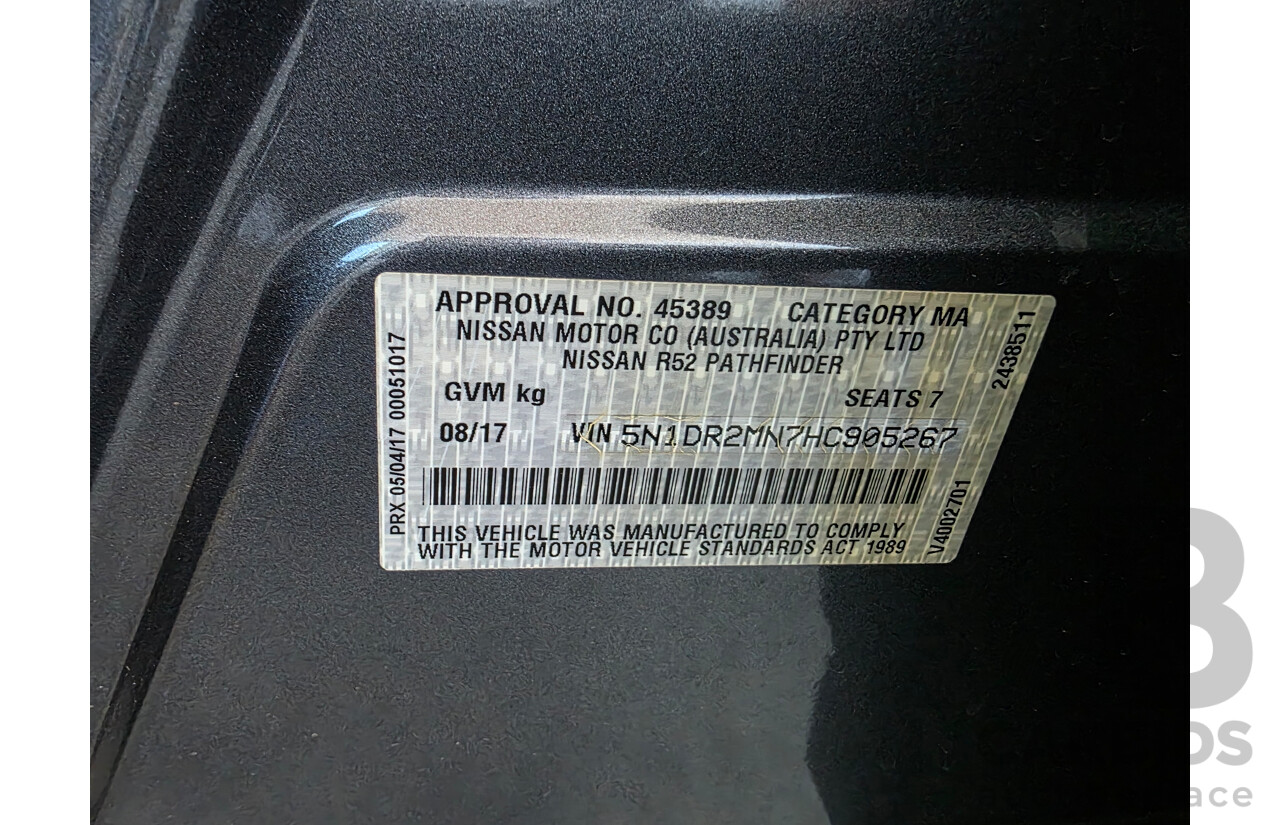 APPROVAL NO. 45389 CATEGORY MA
NISSAN MOTOR CO (AUSTRALIA) PTY LTD
NISSAN R52 PATHFINDER
GVM kg SEATS 7
08/17 VIN 5N1DR2MN7HC905267
THIS VEHICLE WAS MANUFACTURED TO COMPLY
WITH THE MOTOR VEHICLE STANDARDS ACT 1989
PRX 05/04/17 00051017
2438511
V4002701